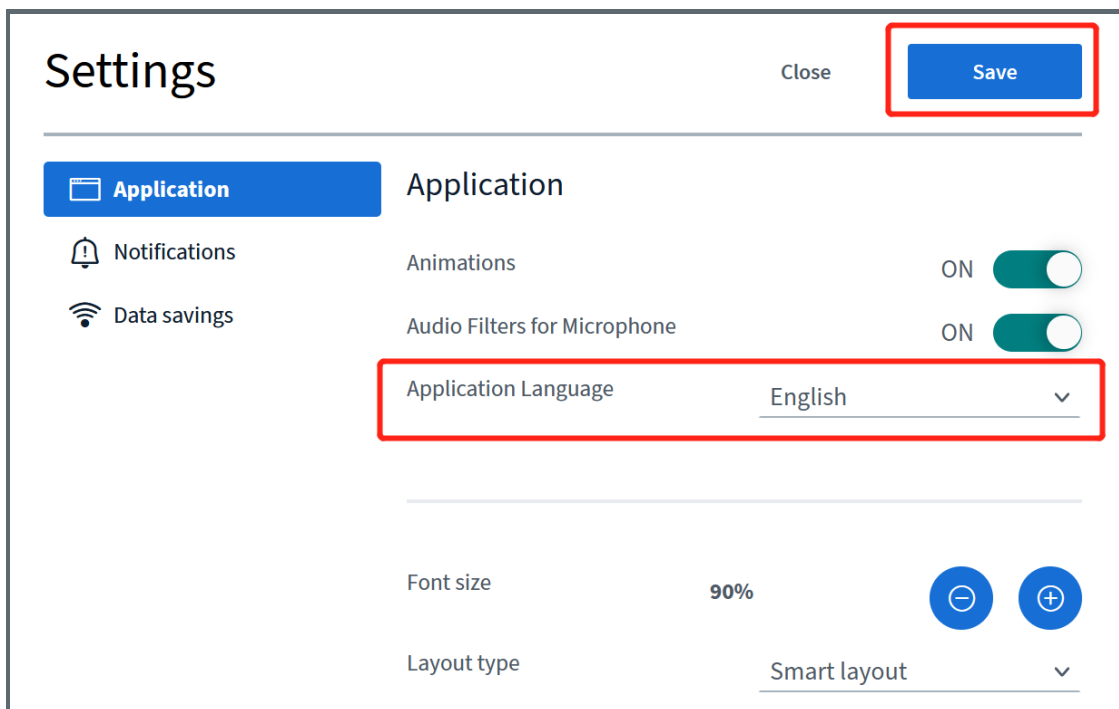 Settings
Close
Save
Application
Notifications
Data savings
Application
Animations
ON
Audio Filters for Microphone
ON
Application Language
English
Font size
90%
Layout type
Smart layout